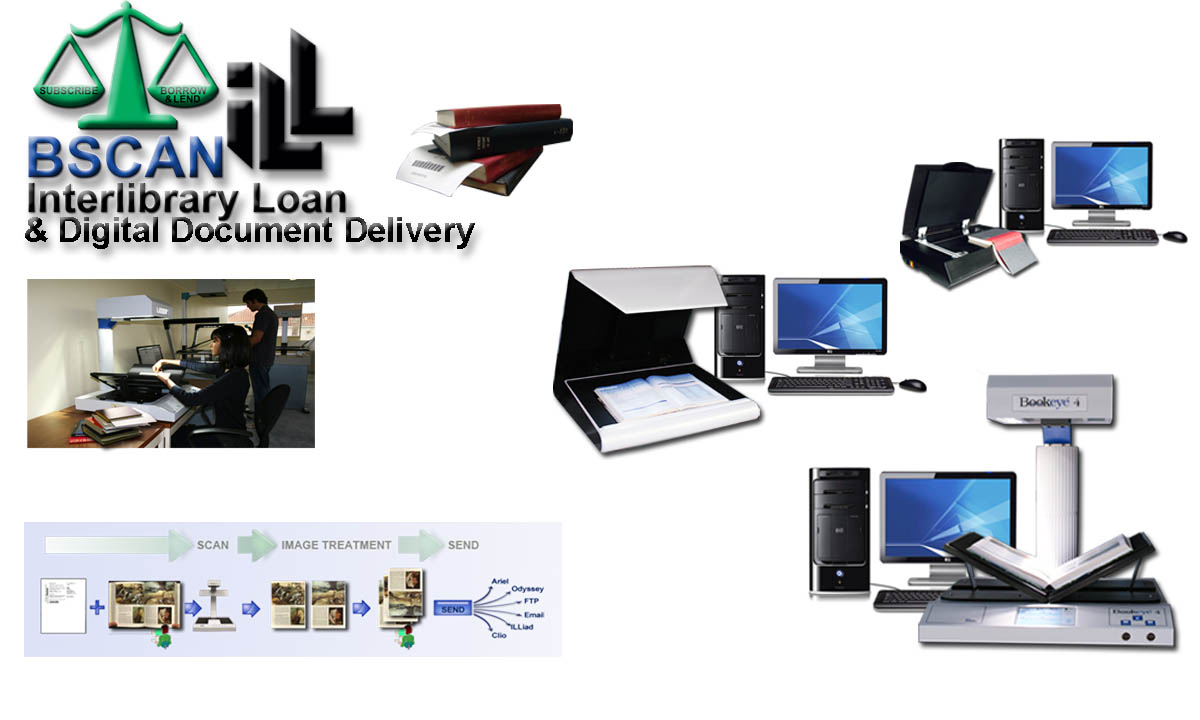 SUBSCRIBE
BORROW
& LEND
BSCAN ILL
Interlibrary Loan
& Digital Document Delivery
Bookeye 4
Bookeye 4
SCAN
IMAGE TREATMENT
SEND
SEND
Ariel
Odyssey
FTP
Email
ILLiad
Clio